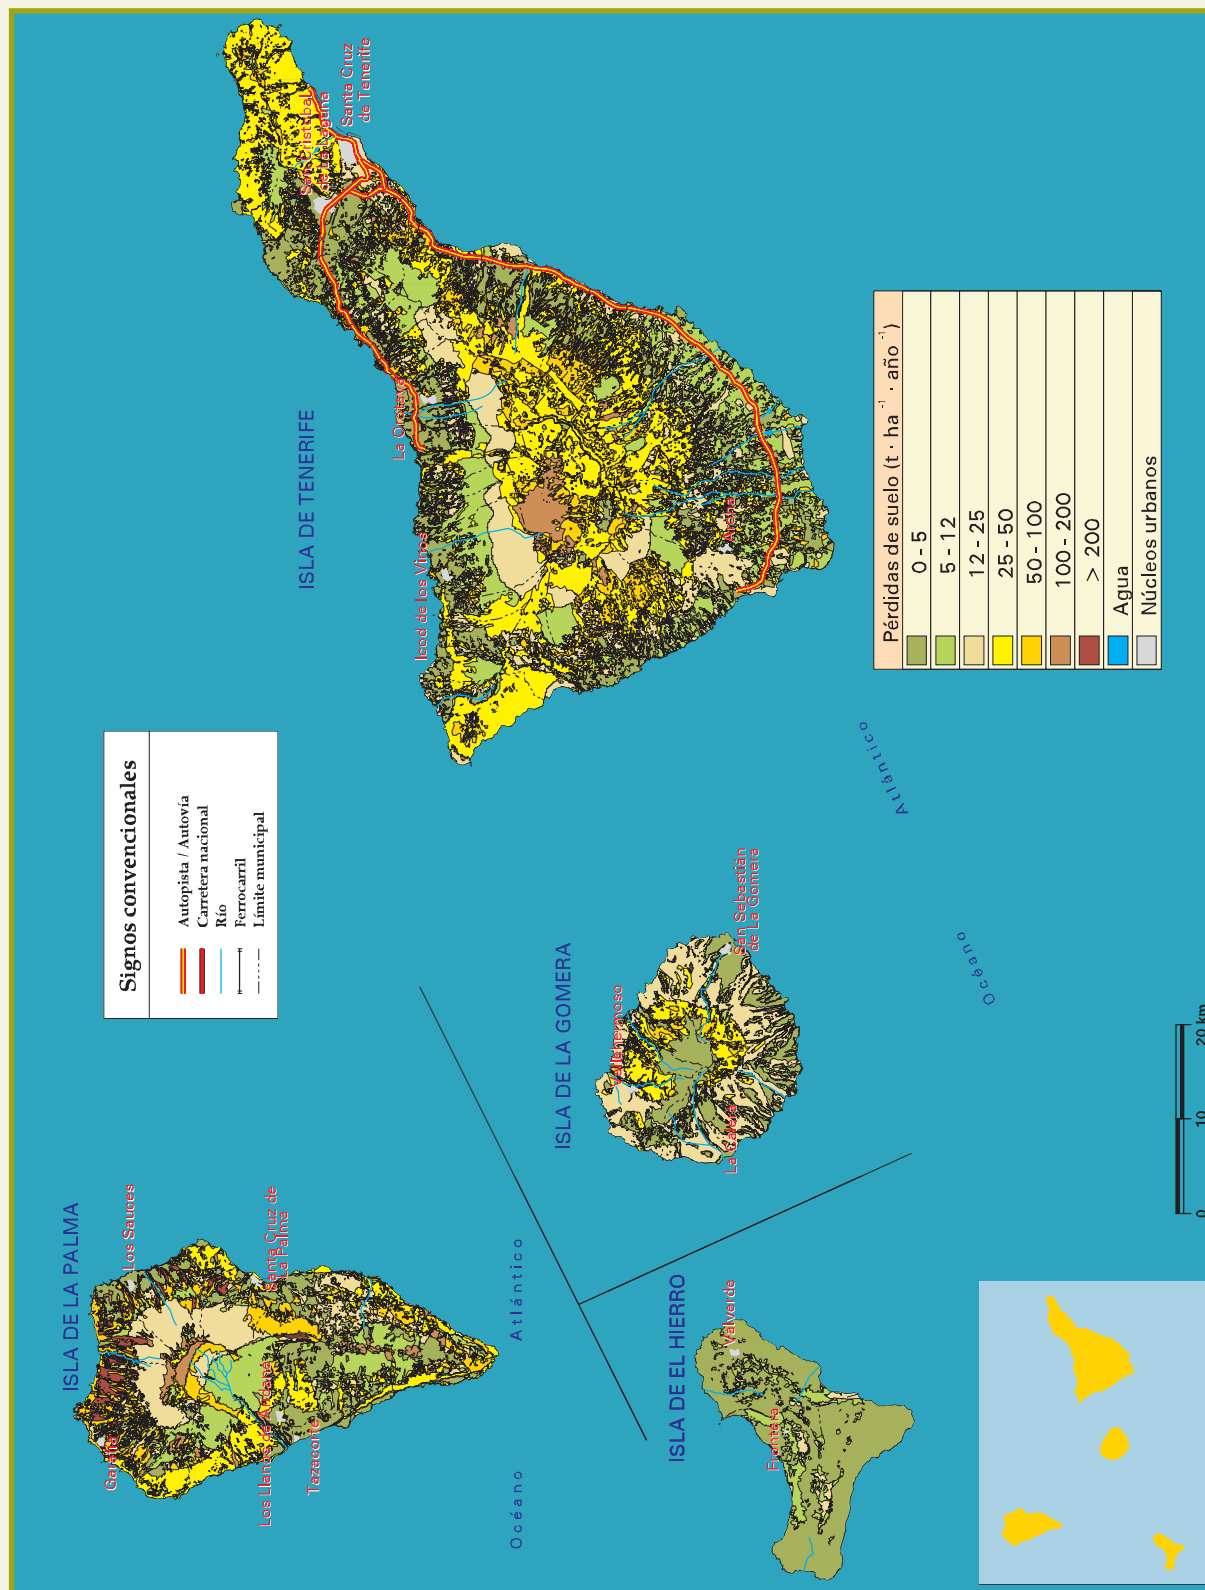 ISLA DE LA PALMA
Los Sauces
Garafía
Santa Cruz de
La Palma
Los Llanos de Aridane
Tazacorte
Océano Atlántico
Signos convencionales
Autopista / Autovía
Carretera nacional
Río
Ferrocarril
Límite municipal
ISLA DE TENERIFE
Santa Cruz
de Tenerife
San Cristóbal
de La Laguna
La Orotava
Icod de los Vinos
Arona
ISLA DE LA GOMERA
Vallehermoso
San Sebastián
de La Gomera
La Calera
ISLA DE EL HIERRO
Valverde
Frontera
Océano Atlántico
Pérdidas de suelo (t · ha -1 · año -1)
0 - 5
5 - 12
12 - 25
25 - 50
50 - 100
100 - 200
> 200
Agua
Núcleos urbanos
0 10 20 km